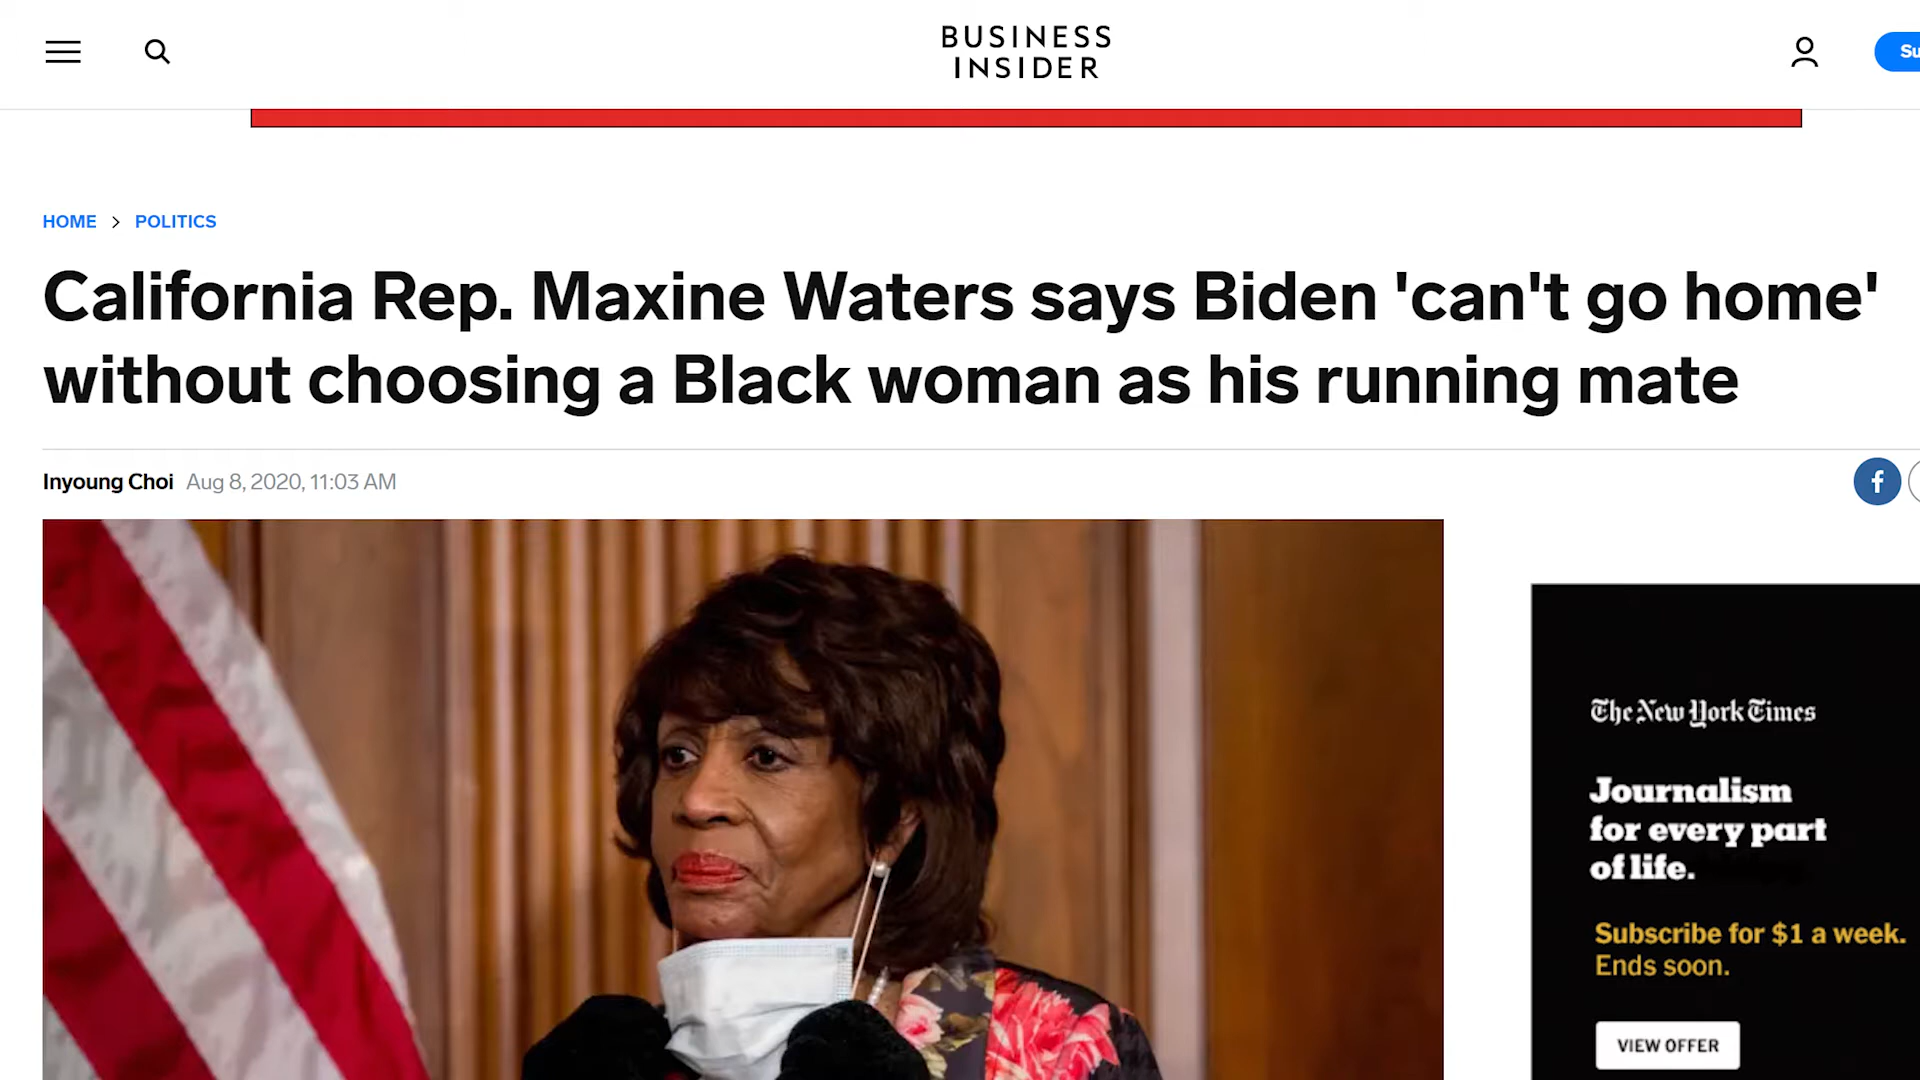 BUSINESS
INSIDER
Su
HOME > POLITICS
California Rep. Maxine Waters says Biden 'can't go home'
without choosing a Black woman as his running mate
Inyoung Choi Aug 8, 2020, 11:03 AM
f
The New York Times
Journalism
for every part
of life.
Subscribe for $1 a week.
Ends soon.
VIEW OFFER